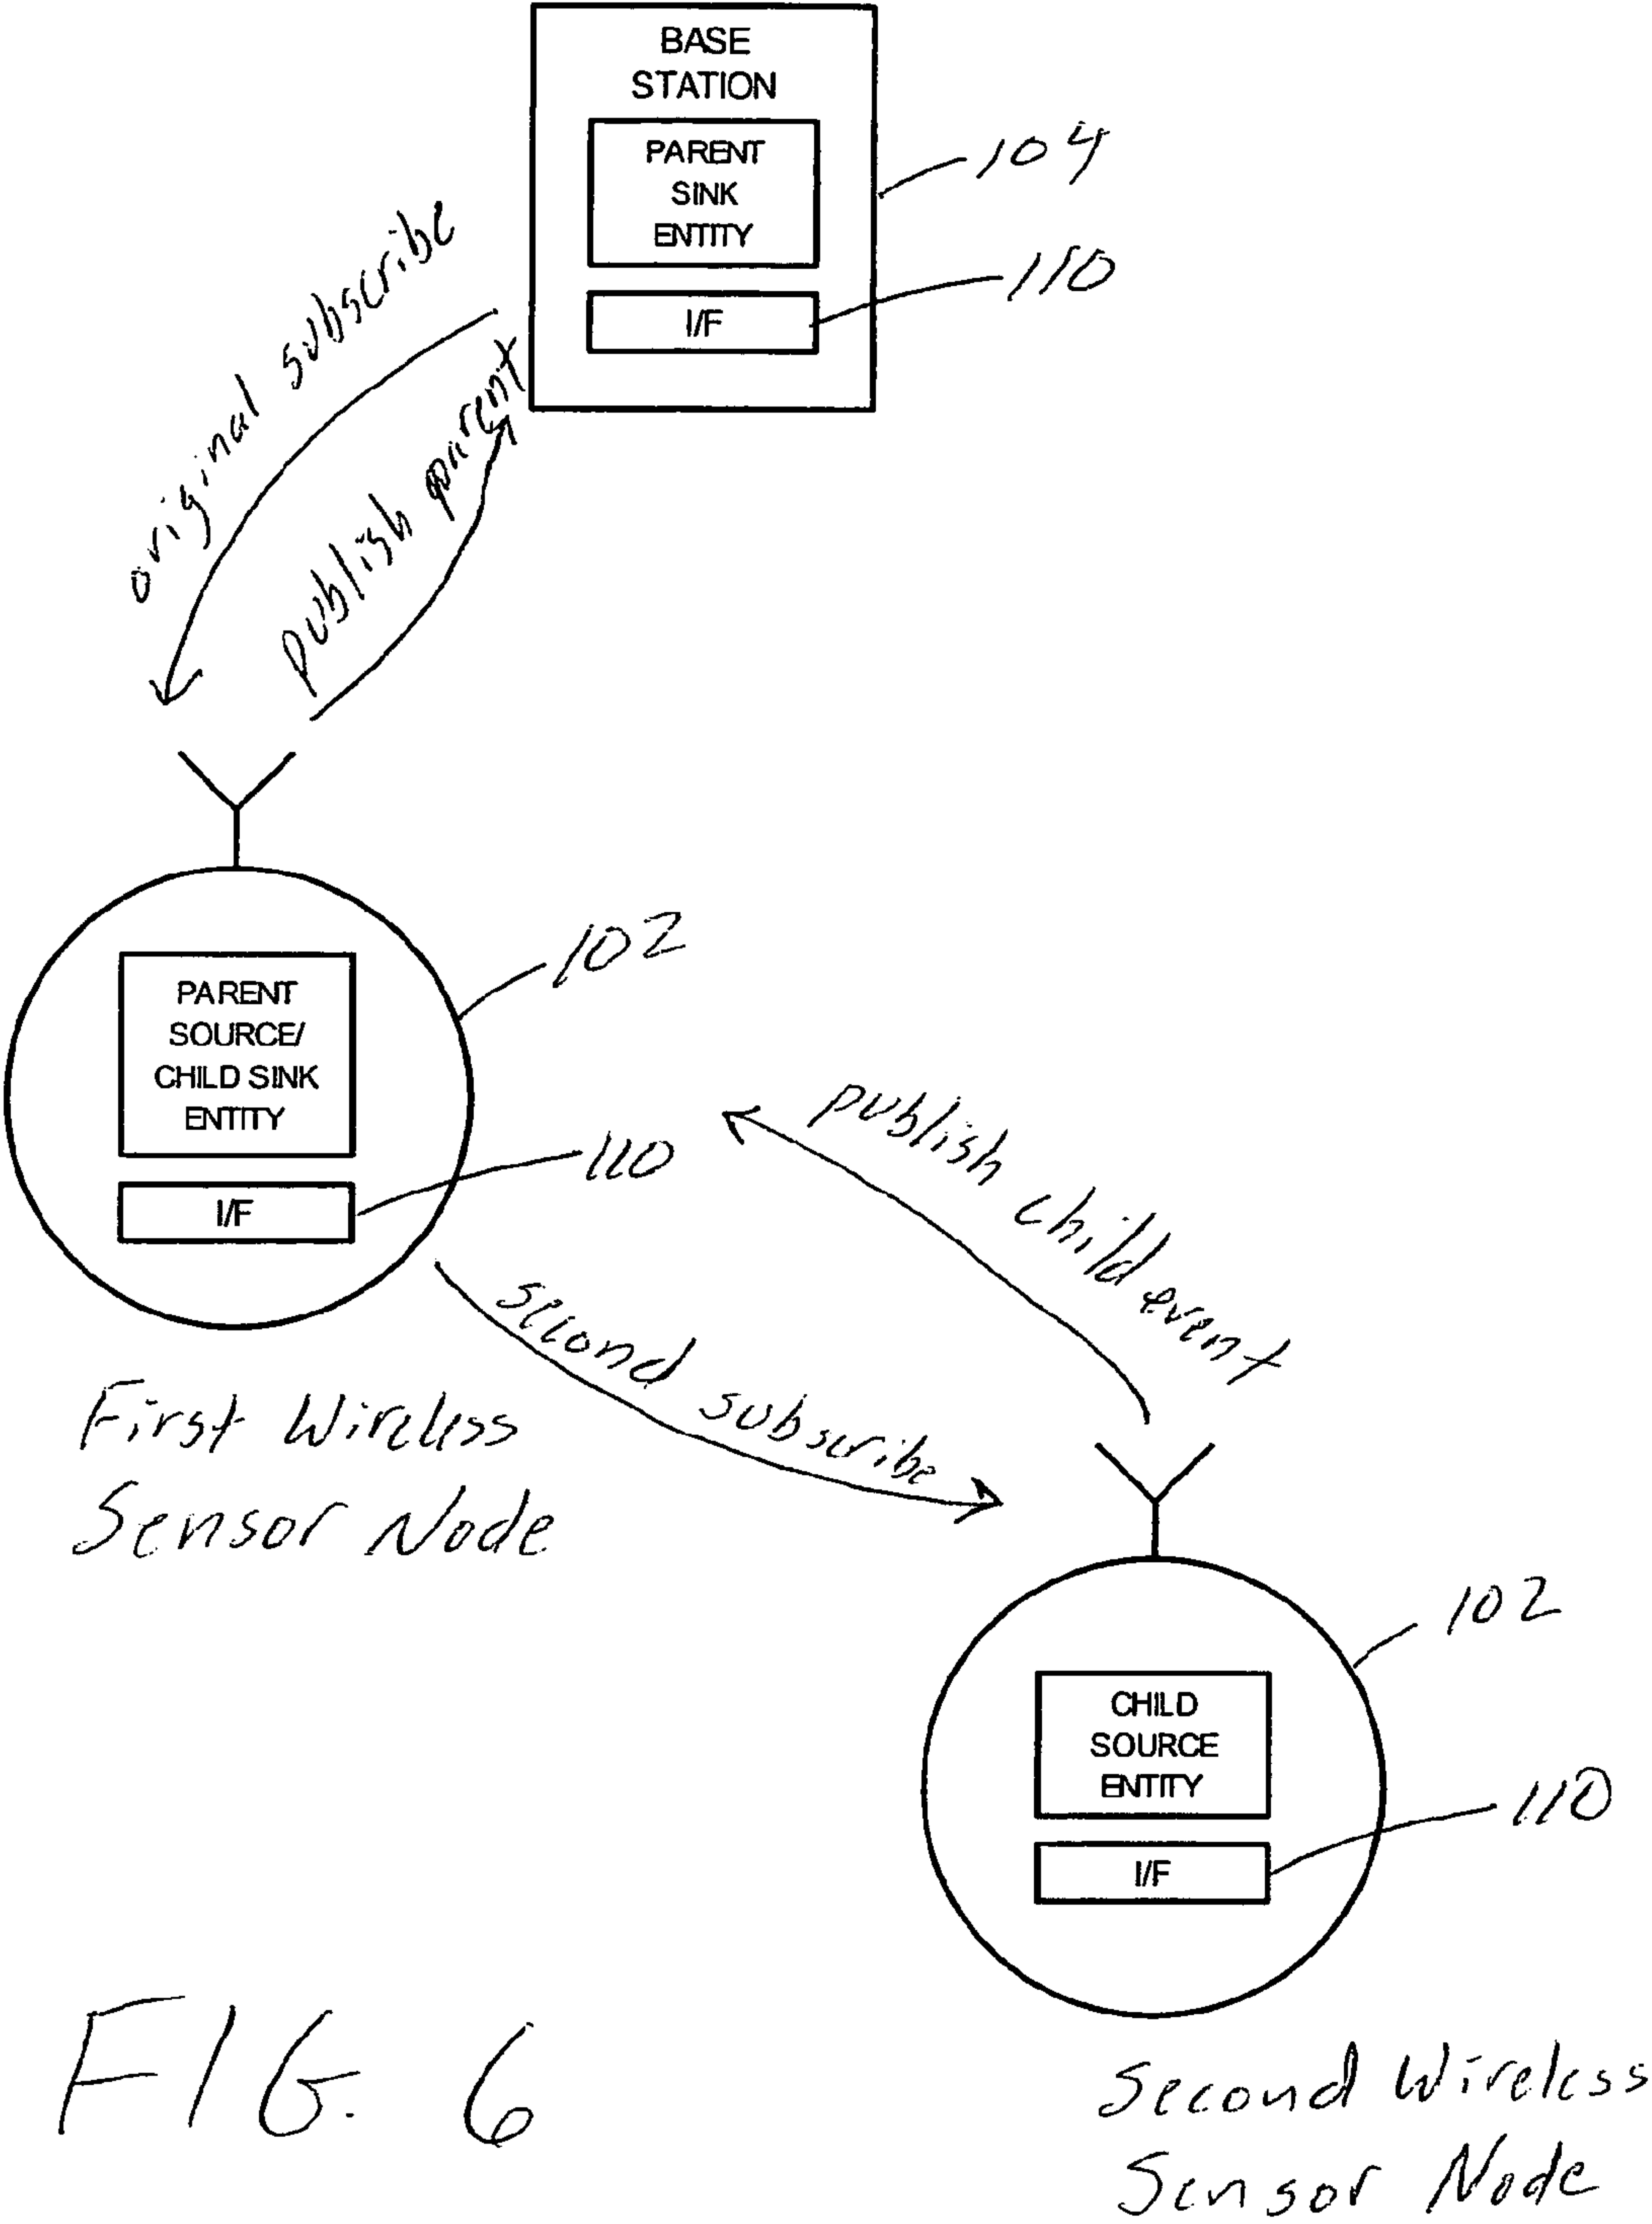 BASE
STATION
PARENT
SINK
ENTITY
I/F
104
110
original subscribe
publish parent
PARENT
SOURCE/
CHILD SINK
ENTITY
I/F
102
110
publish child event
second subscribe
First Wireless
Sensor Node
CHILD
SOURCE
ENTITY
I/F
102
110
Second Wireless
Sensor Node
FIG. 6